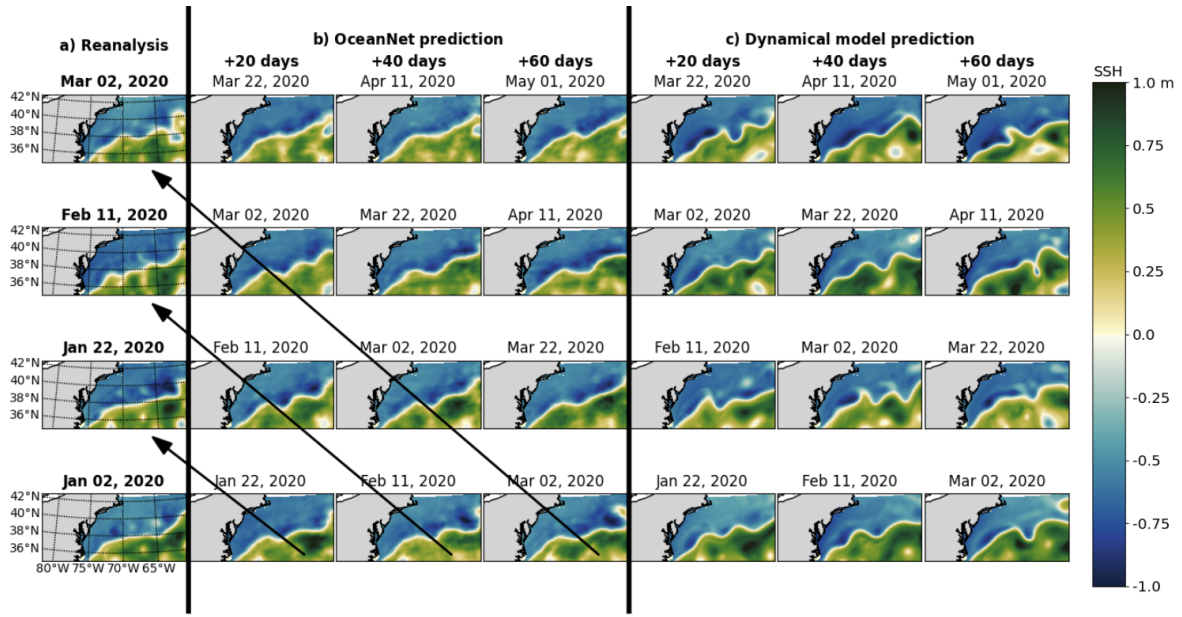 a) Reanalysis
b) OceanNet prediction
c) Dynamical model prediction
+20 days +40 days +60 days +20 days +40 days +60 days
Mar 02, 2020 Mar 22, 2020 Apr 11, 2020 May 01, 2020 Mar 22, 2020 Apr 11, 2020 May 01, 2020
42°N
40°N
38°N
36°N
Feb 11, 2020 Mar 02, 2020 Mar 22, 2020 Apr 11, 2020 Mar 02, 2020 Mar 22, 2020 Apr 11, 2020
42°N
40°N
38°N
36°N
Jan 22, 2020 Feb 11, 2020 Mar 02, 2020 Mar 22, 2020 Feb 11, 2020 Mar 02, 2020 Mar 22, 2020
42°N
40°N
38°N
36°N
Jan 02, 2020 Jan 22, 2020 Feb 11, 2020 Mar 02, 2020 Jan 22, 2020 Feb 11, 2020 Mar 02, 2020
42°N
40°N
38°N
36°N
80°W 75°W 70°W 65°W
SSH
1.0 m
0.5
0.25
0.0
-0.25
-0.5
-0.75
-1.0